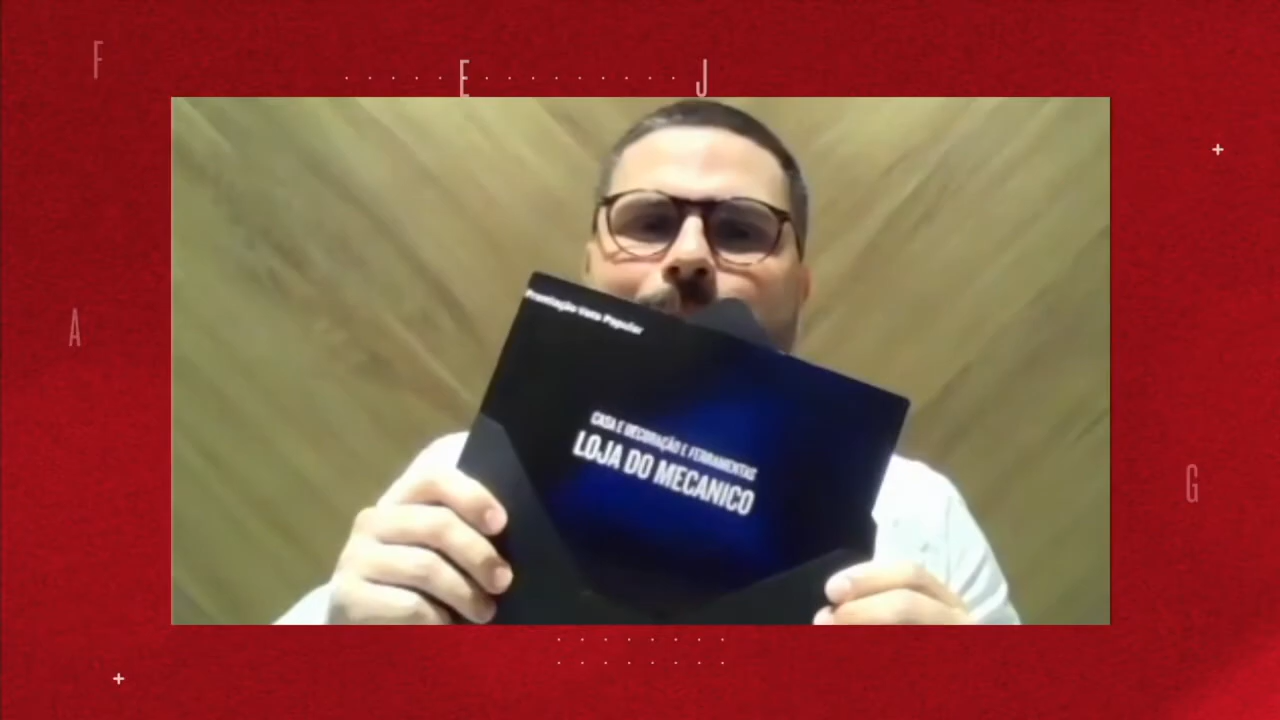 F
E J
Premiação Voto Popular
CASA E DECORAÇÃO E FERRAMENTAS
LOJA DO MECANICO
A
G